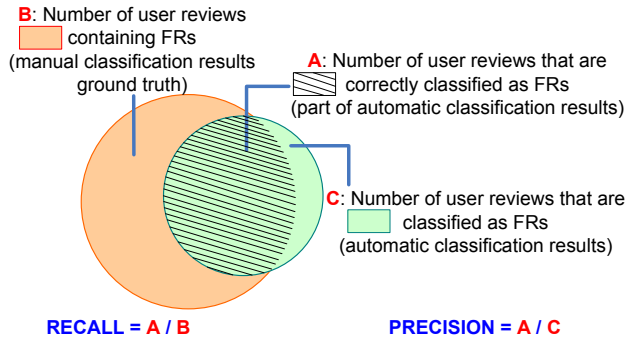 B: Number of user reviews
containing FRs
(manual classification results
ground truth)
A: Number of user reviews that are
correctly classified as FRs
(part of automatic classification results)
C: Number of user reviews that are
classified as FRs
(automatic classification results)
RECALL = A / B
PRECISION = A / C